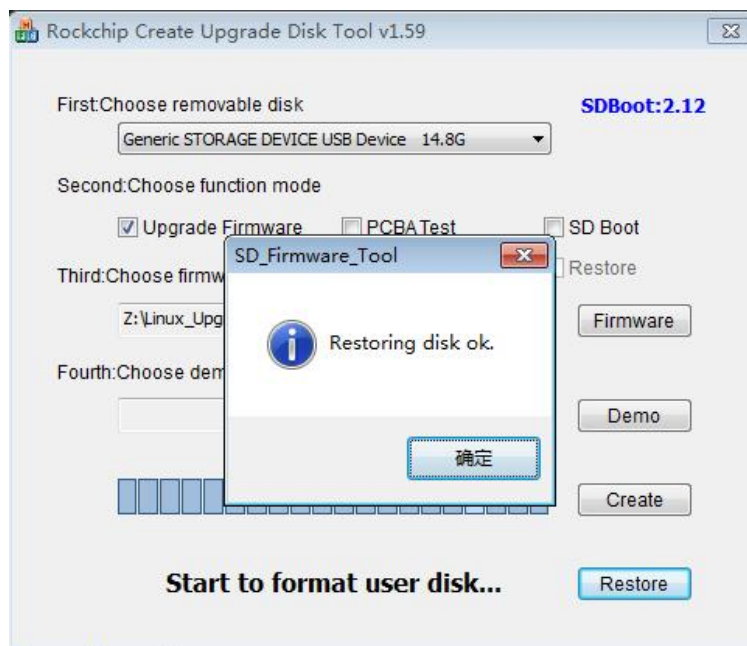 Rockchip Create Upgrade Disk Tool v1.59
First:Choose removable disk
SDBoot:2.12
Generic STORAGE DEVICE USB Device 14.8G
Second:Choose function mode
Upgrade Firmware
PCBA Test
SD Boot
SD_Firmware_Tool
Restore
Third:Choose firmw
Z:\Linux_Upg
Restoring disk ok.
Firmware
Fourth:Choose dem
Demo
确定
Create
Start to format user disk...
Restore